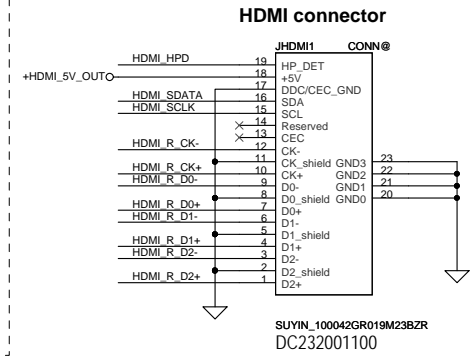 HDMI connector
JHDMI1 CONN@
HDMI_HPD 19 HP_DET
+HDMI_5V_OUT 18 +5V
17 DDC/CEC_GND
HDMI_SDATA 16 SDA
HDMI_SCLK 15 SCL
14 Reserved
13 CEC
HDMI_R_CK- 12 CK-
11 CK_shield GND3 23
HDMI_R_CK+ 10 CK+ GND2 22
HDMI_R_D0- 9 D0- GND1 21
8 D0_shield GND0 20
HDMI_R_D0+ 7 D0+
HDMI_R_D1- 6 D1-
5 D1_shield
HDMI_R_D1+ 4 D1+
HDMI_R_D2- 3 D2-
2 D2_shield
HDMI_R_D2+ 1 D2+
SUYIN_100042GR019M23BZR
DC232001100